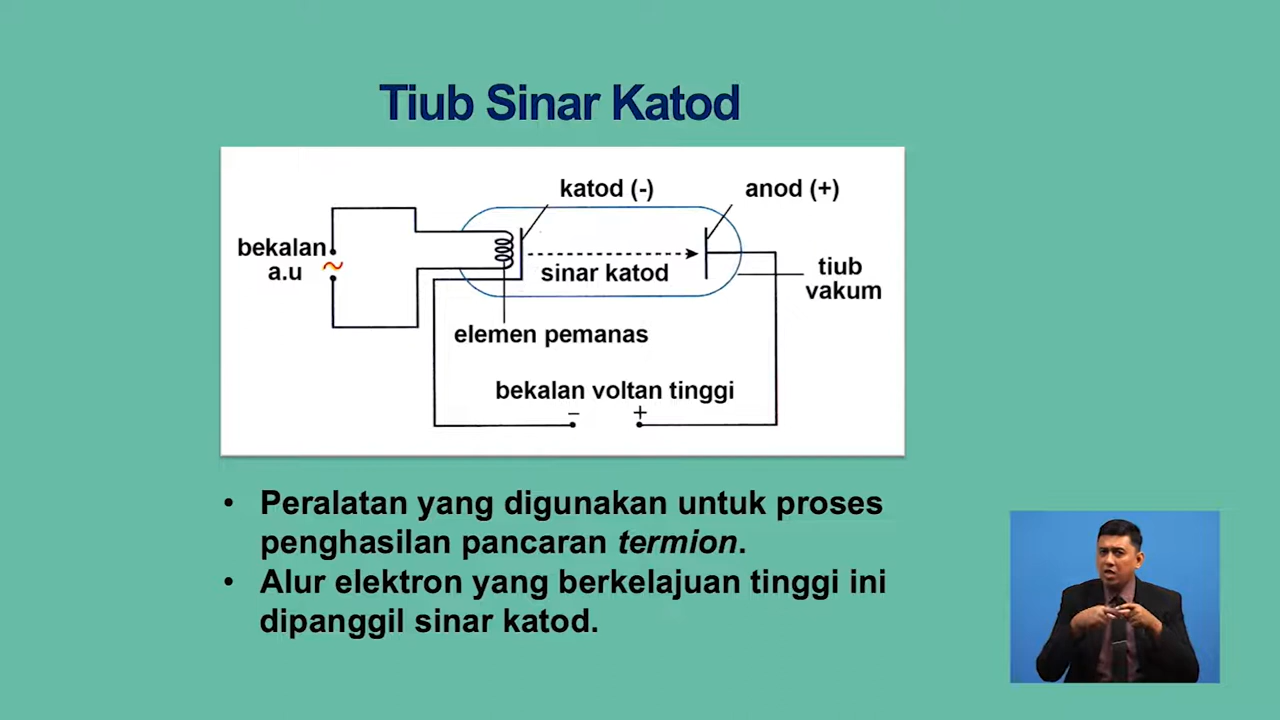 Tiub Sinar Katod
katod (-)
anod (+)
bekalan
a.u
sinar katod
tiub
vakum
elemen pemanas
bekalan voltan tinggi
− +
• Peralatan yang digunakan untuk proses
penghasilan pancaran termion.
• Alur elektron yang berkelajuan tinggi ini
dipanggil sinar katod.